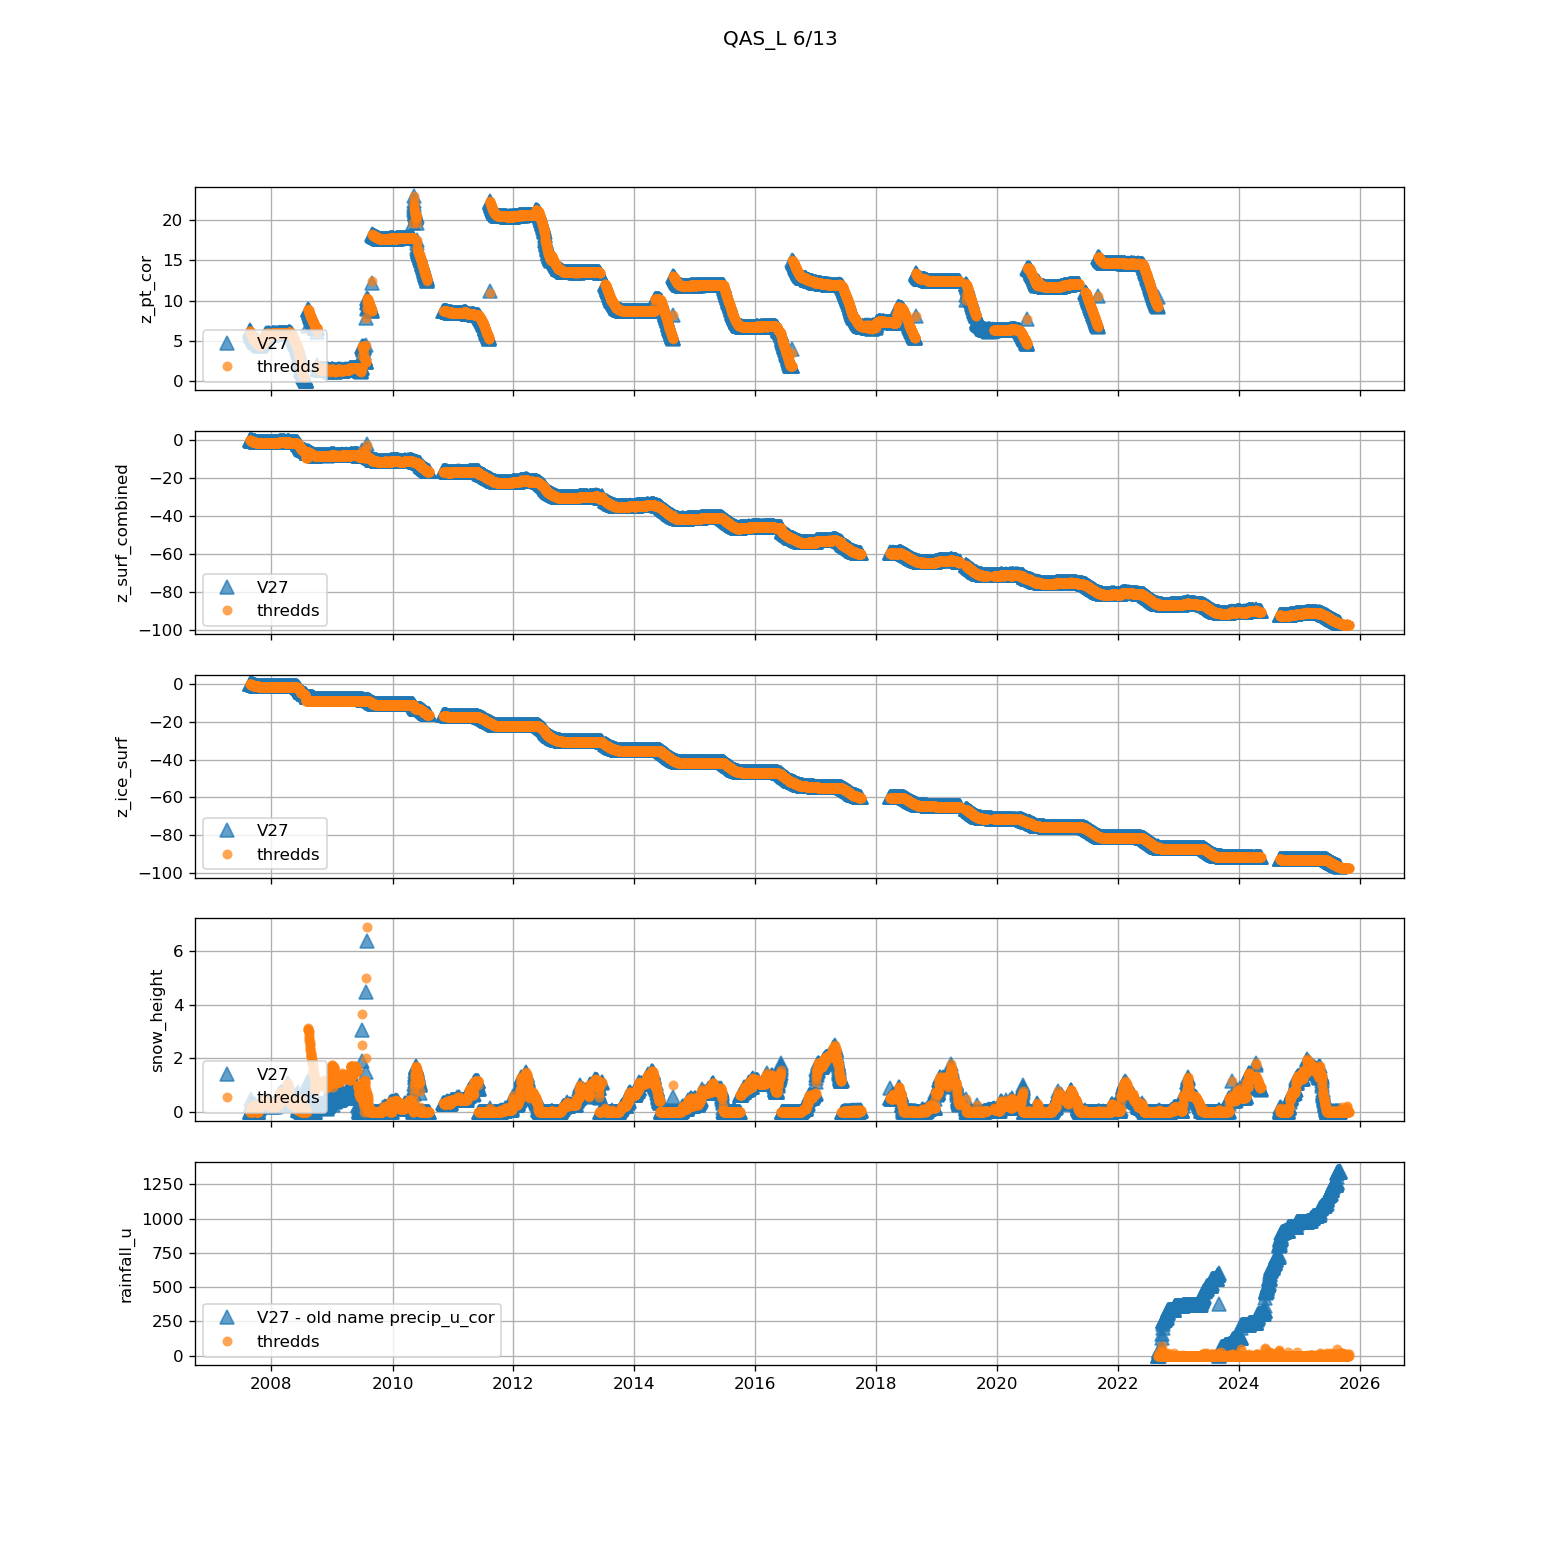 QAS_L 6/13
z_pt_cor
20
15
10
5
0
V27
thredds
z_surf_combined
0
−20
−40
−60
−80
−100
V27
thredds
z_ice_surf
0
−20
−40
−60
−80
−100
V27
thredds
snow_height
6
4
2
0
V27
thredds
rainfall_u
1250
1000
750
500
250
0
V27 - old name precip_u_cor
thredds
2008 2010 2012 2014 2016 2018 2020 2022 2024 2026